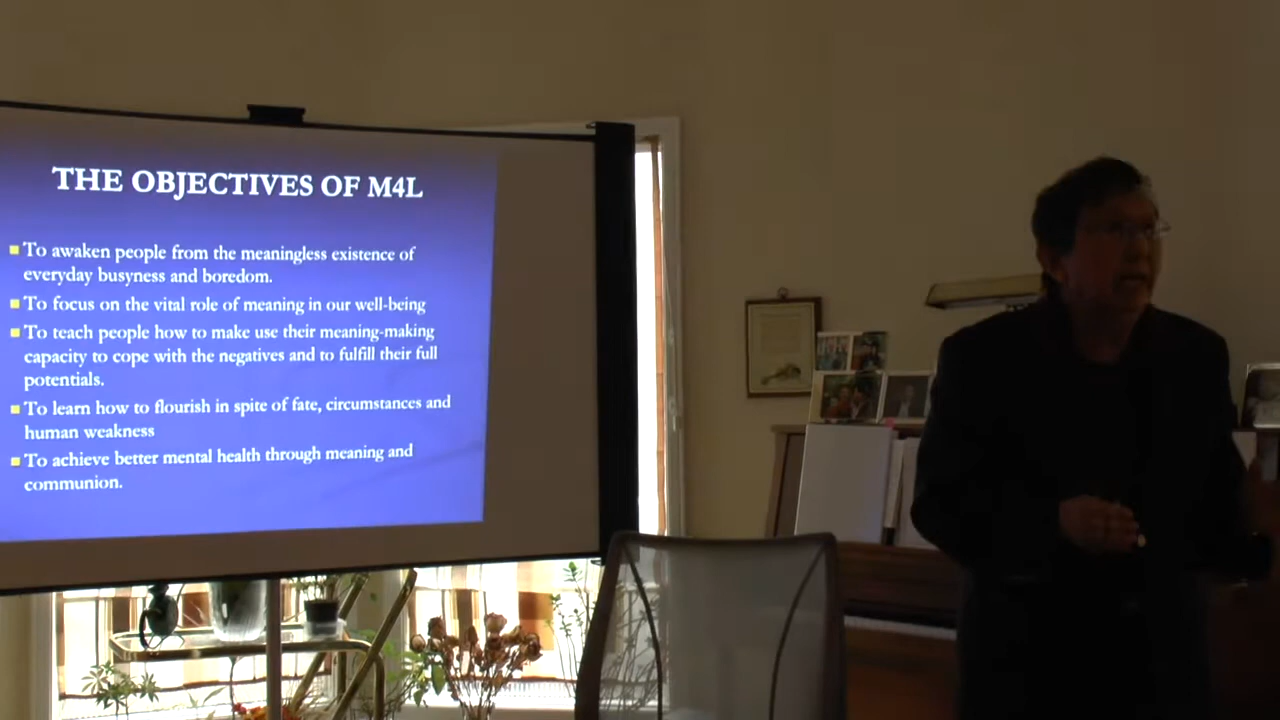 THE OBJECTIVES OF M4L
To awaken people from the meaningless existence of
everyday busyness and boredom.
To focus on the vital role of meaning in our well-being
To teach people how to make use their meaning-making
capacity to cope with the negatives and to fulfill their full
potentials.
To learn how to flourish in spite of fate, circumstances and
human weakness
To achieve better mental health through meaning and
communion.